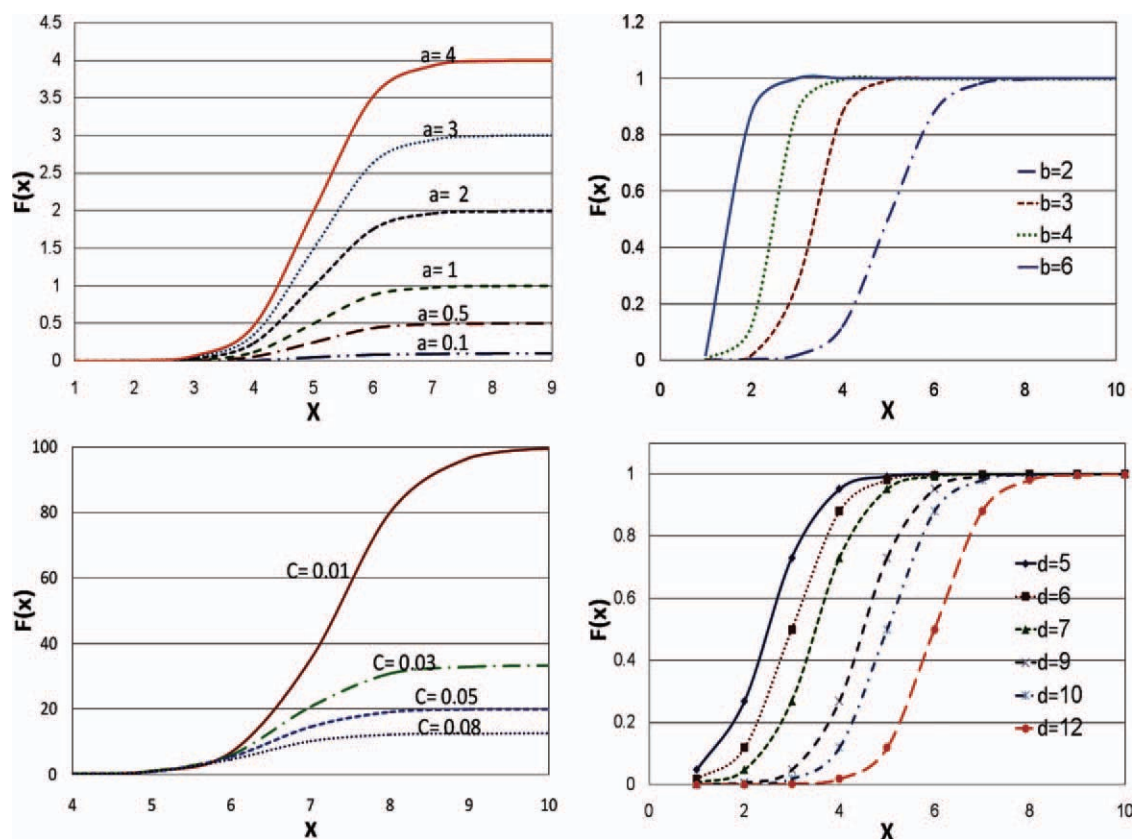 4.5
4
3.5
3
2.5
2
1.5
1
0.5
0
F(x)
a= 4
a= 3
a= 2
a= 1
a= 0.5
a= 0.1
1 2 3 4 5 6 7 8 9
X
1.2
1
0.8
0.6
0.4
0.2
0
F(x)
b=2
b=3
b=4
b=6
0 2 4 6 8 10
X
100
80
60
40
20
0
F(x)
C= 0.01
C= 0.03
C= 0.05
C= 0.08
4 5 6 7 8 9 10
X
1
0.8
0.6
0.4
0.2
0
F(x)
d=5
d=6
d=7
d=9
d=10
d=12
0 2 4 6 8 10
X